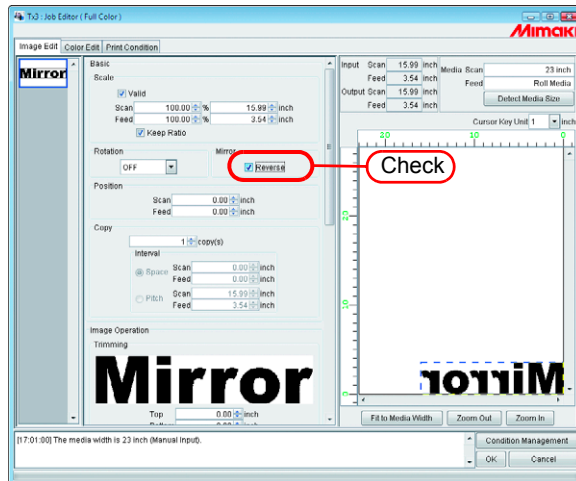 Tx3 : Job Editor ( Full Color )
Mimaki
Image Edit Color Edit Print Condition
Mirror
Basic
Scale
Valid
Scan 100.00 % 15.99 inch
Feed 100.00 % 3.54 inch
Keep Ratio
Rotation Mirror
OFF Reverse
Check
Position
Scan 0.00 inch
Feed 0.00 inch
Copy
1 copy(s)
Interval
Space Scan 0.00 inch
Feed 0.00 inch
Pitch Scan 15.99 inch
Feed 3.54 inch
Image Operation
Trimming
Mirror
Top 0.00 inch
Input Scan 15.99 inch
Feed 3.54 inch
Output Scan 15.99 inch
Feed 3.54 inch
Media Scan 23 inch
Feed Roll Media
Detect Media Size
Cursor Key Unit 1 inch
20 10 0
20
10
0
Mirror
Fit to Media Width Zoom Out Zoom In
[17:01:00] The media width is 23 inch (Manual Input).
Condition Management
OK Cancel